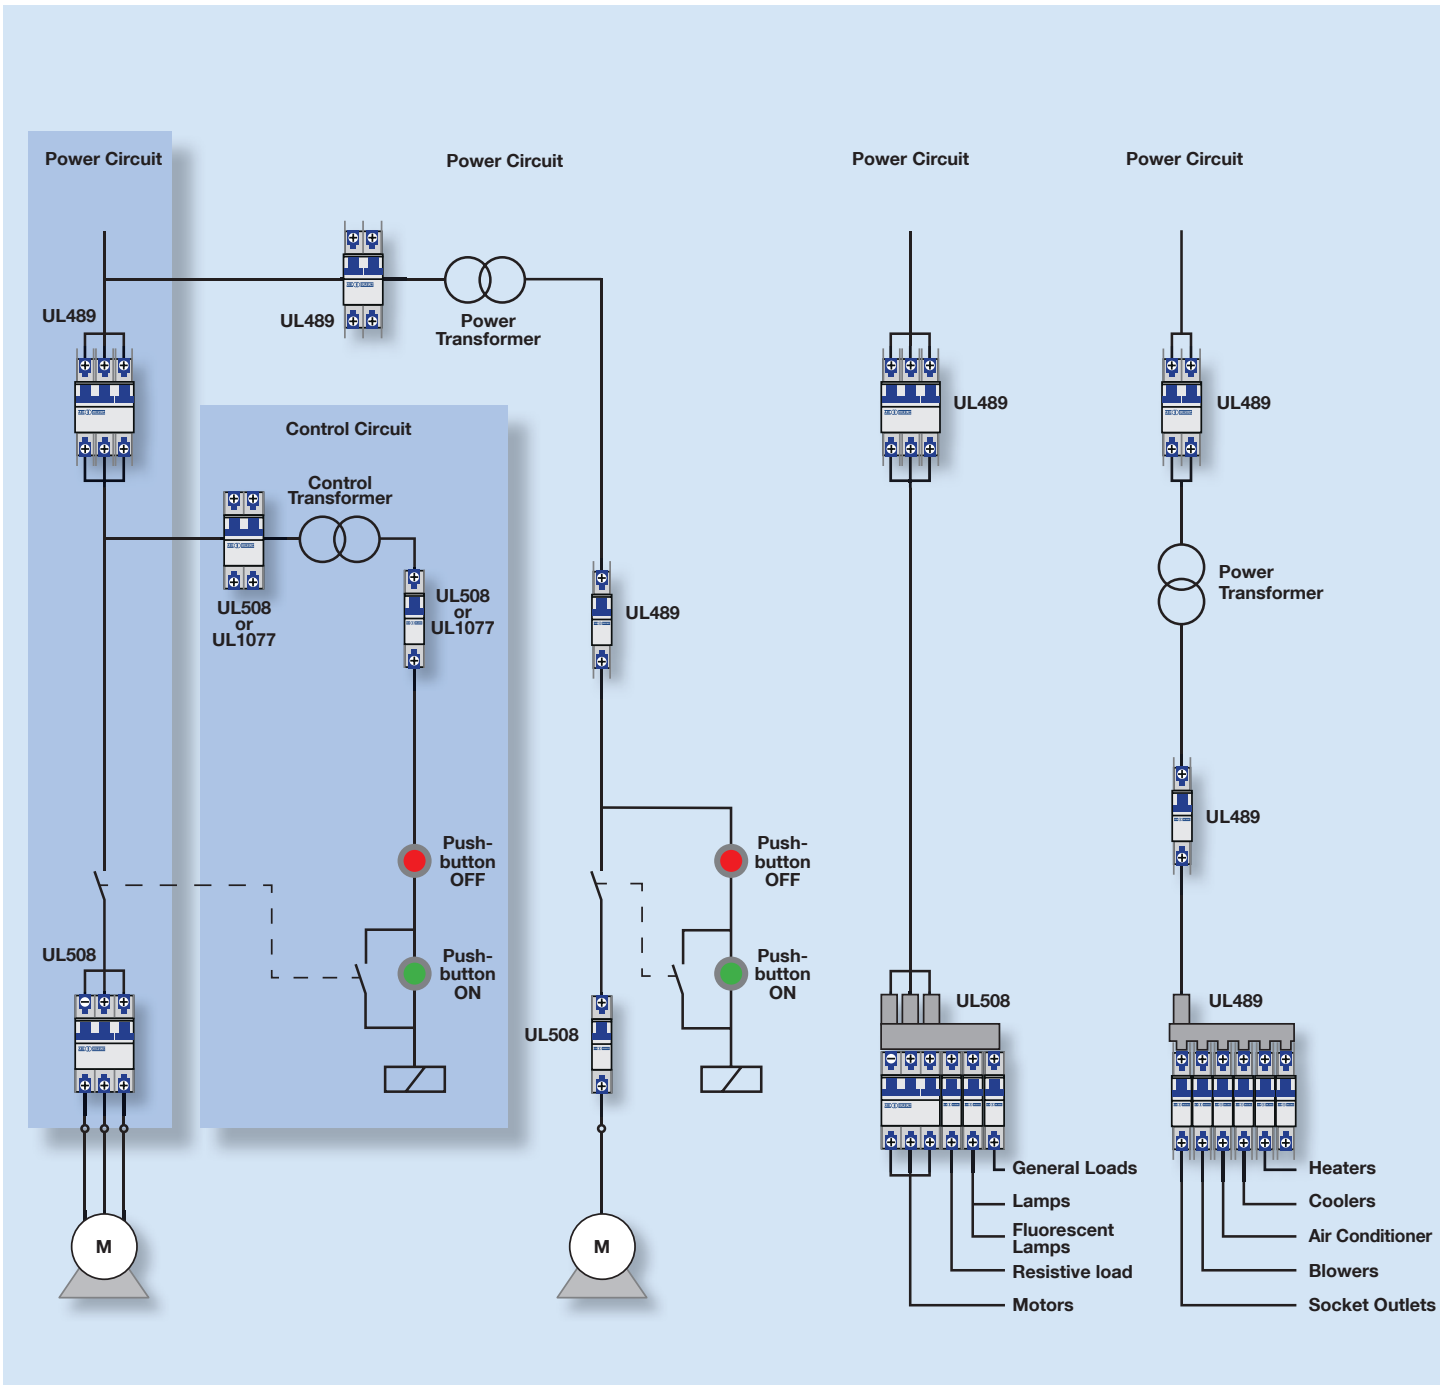 Power Circuit
Power Circuit
Power Circuit
Power Circuit
UL489
UL489
Power
Transformer
UL489
UL489
Control Circuit
Control
Transformer
UL508
or
UL1077
UL508
or
UL1077
UL489
Power
Transformer
UL489
Push-
button
OFF
Push-
button
OFF
UL508
Push-
button
ON
Push-
button
ON
UL508
UL508
UL489
General Loads
Lamps
Fluorescent
Lamps
Resistive load
Motors
Heaters
Coolers
Air Conditioner
Blowers
Socket Outlets
M
M